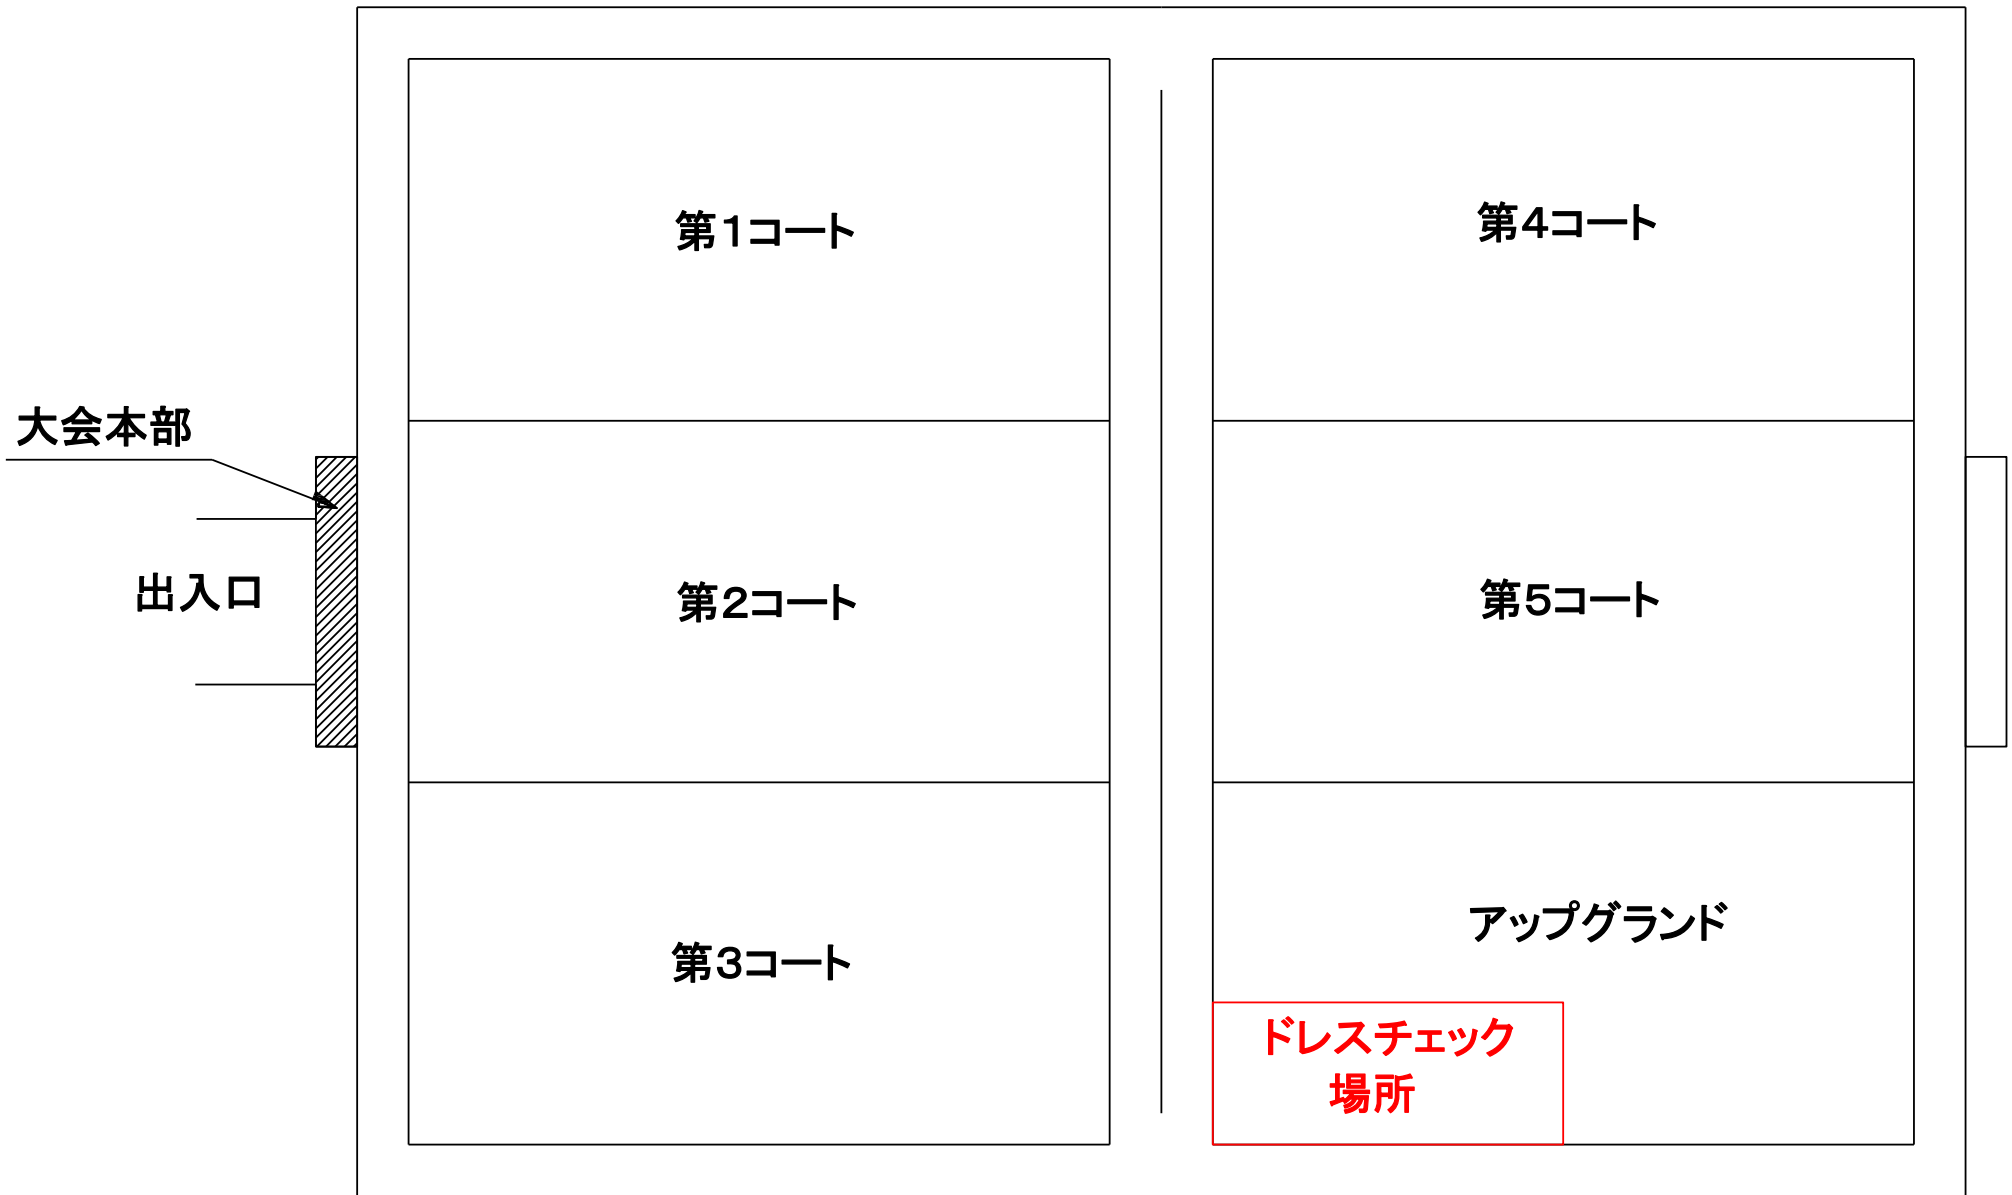 第１コート
第４コート
大会本部
出入口
第２コート
第５コート
第３コート
アップグランド
ドレスチェック
場所